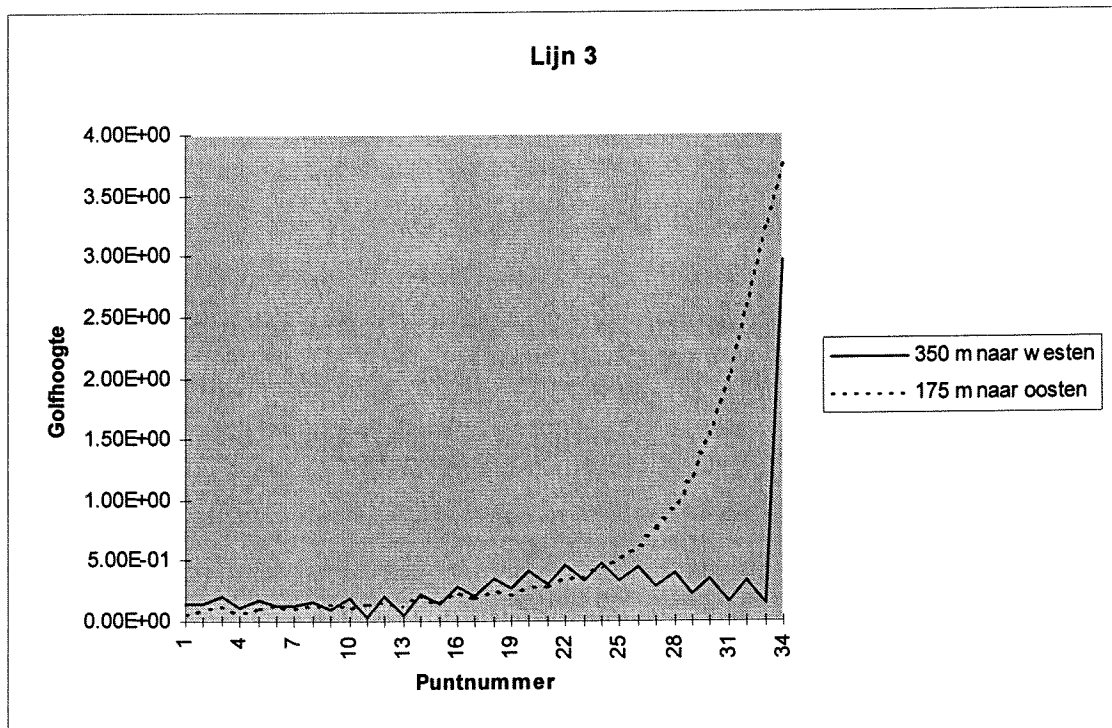 Lijn 3
4.00E+00
3.50E+00
3.00E+00
2.50E+00
2.00E+00
1.50E+00
1.00E+00
5.00E-01
0.00E+00
Golfhoogte
1
4
7
10
13
16
19
22
25
28
31
34
Puntnummer
350 m naar westen
175 m naar oosten